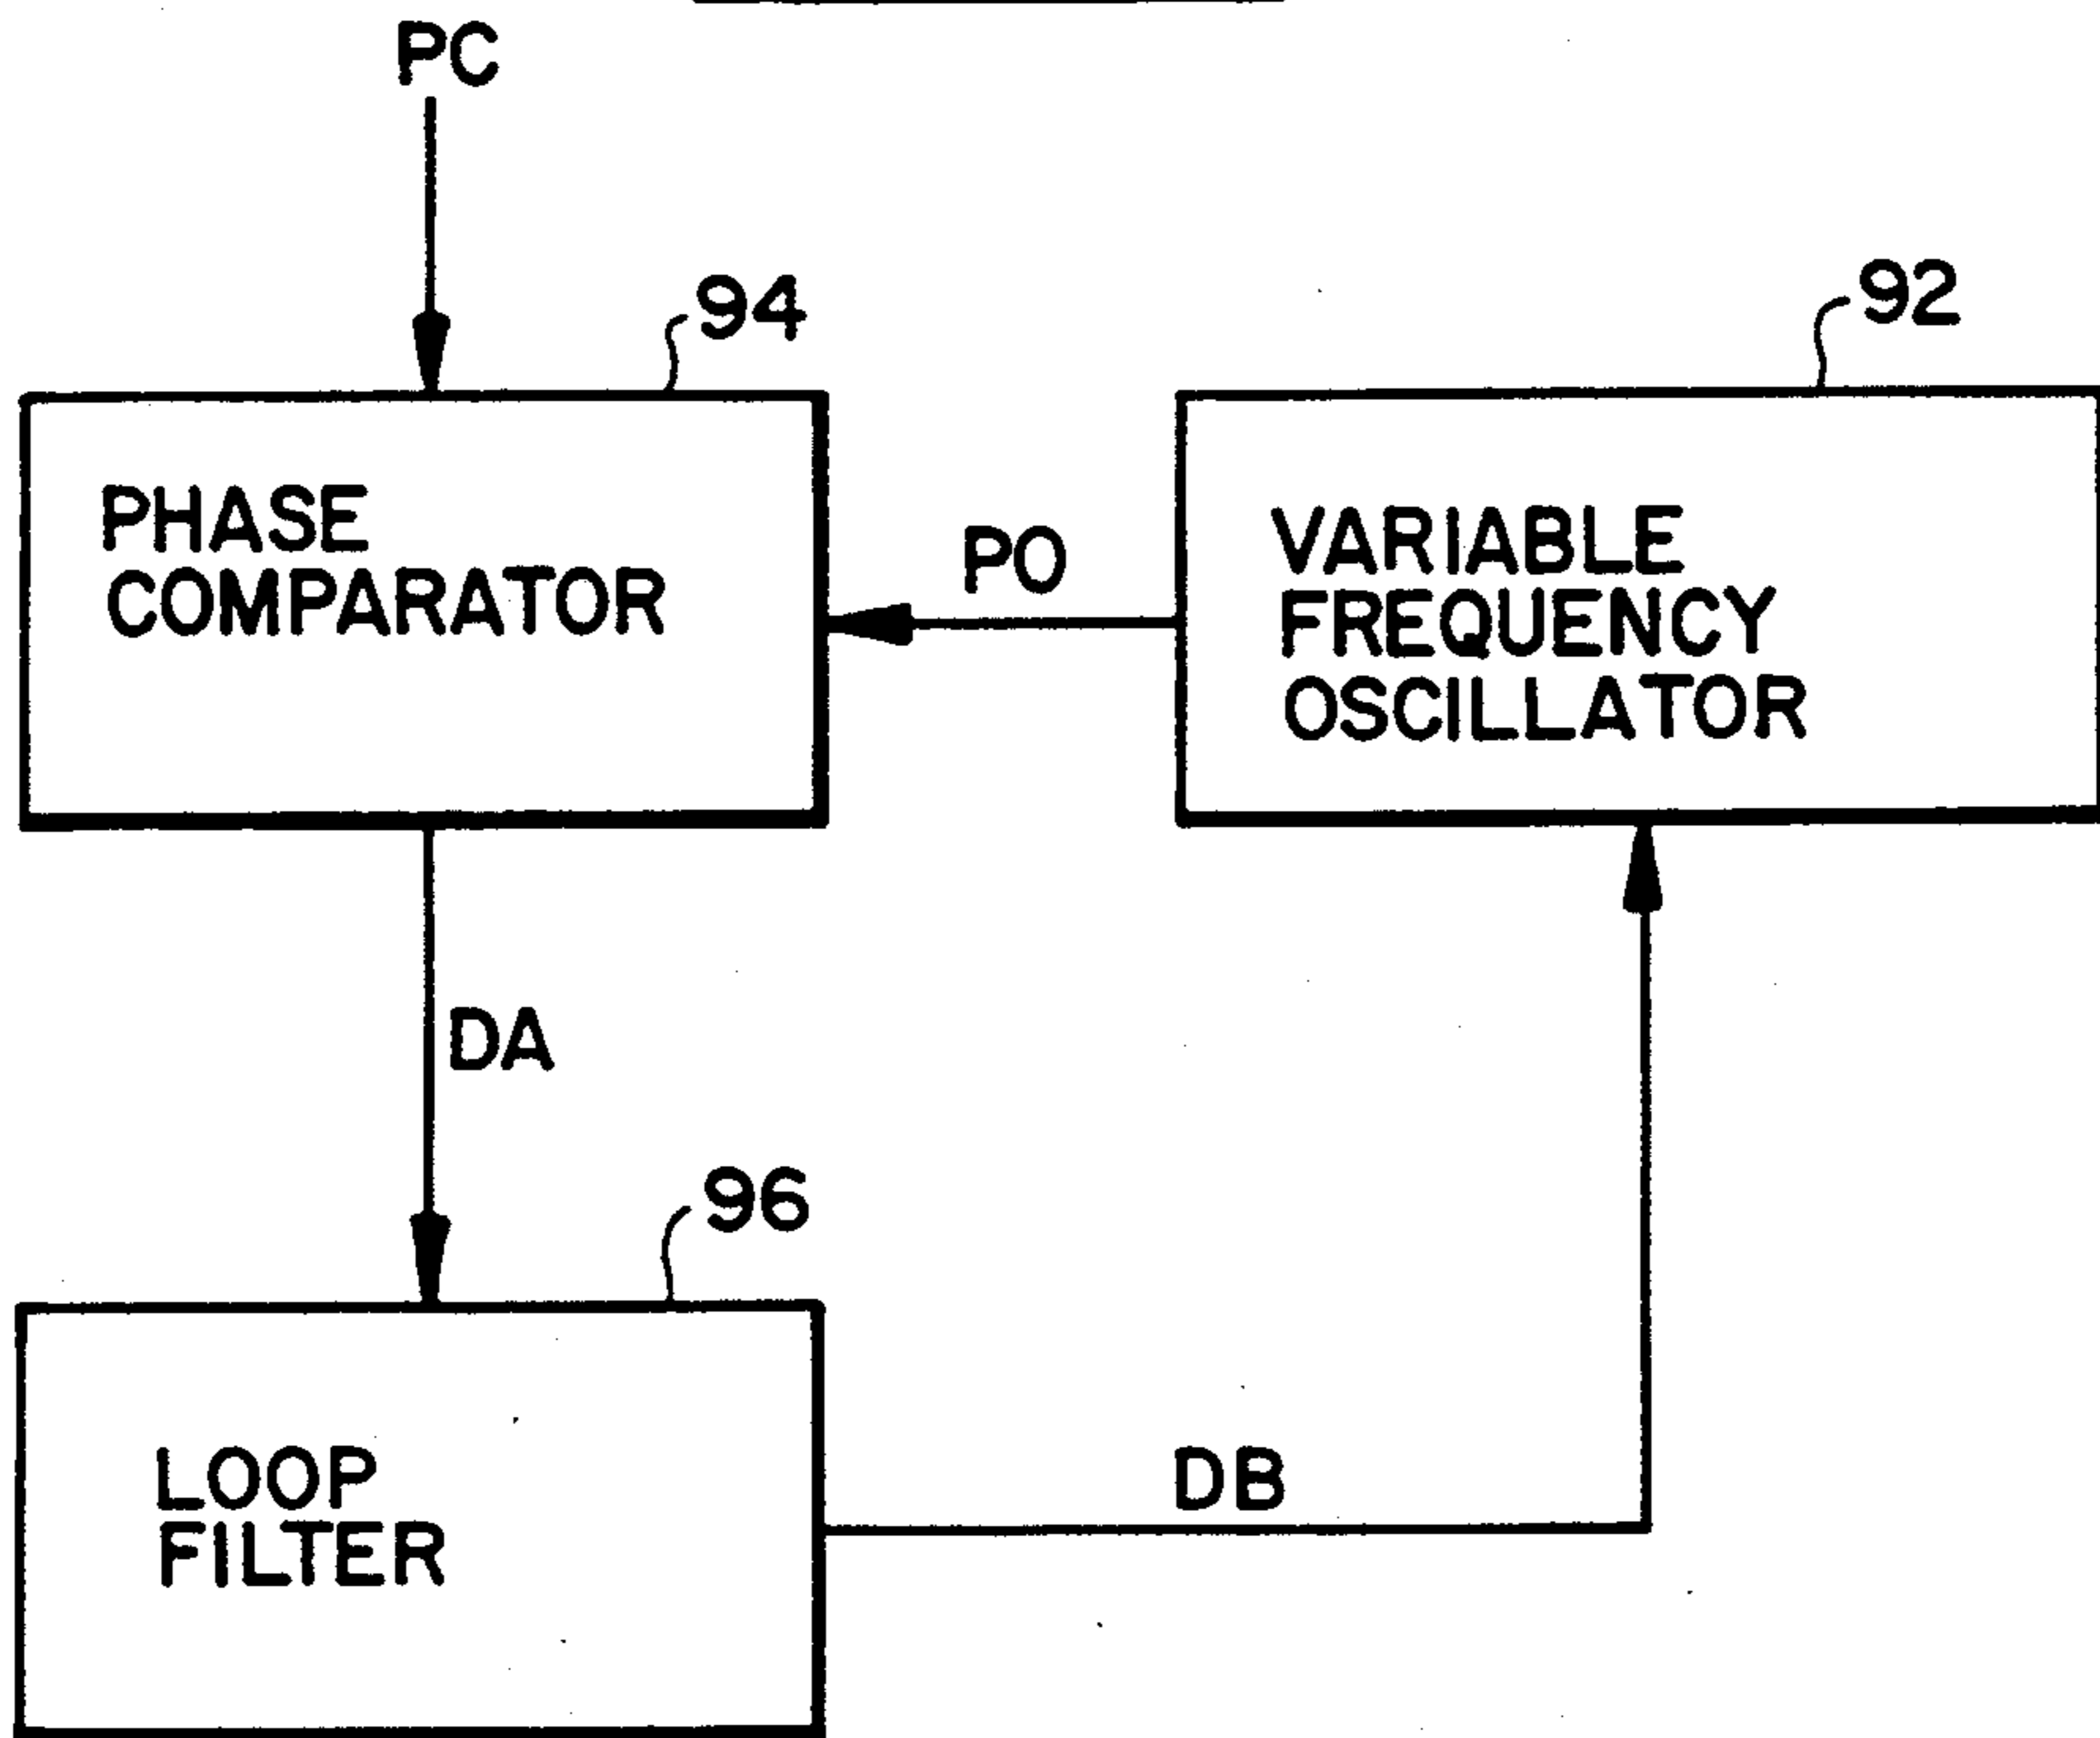 PC
94
92
PHASE
COMPARATOR
PO
VARIABLE
FREQUENCY
OSCILLATOR
DA
96
LOOP
FILTER
DB